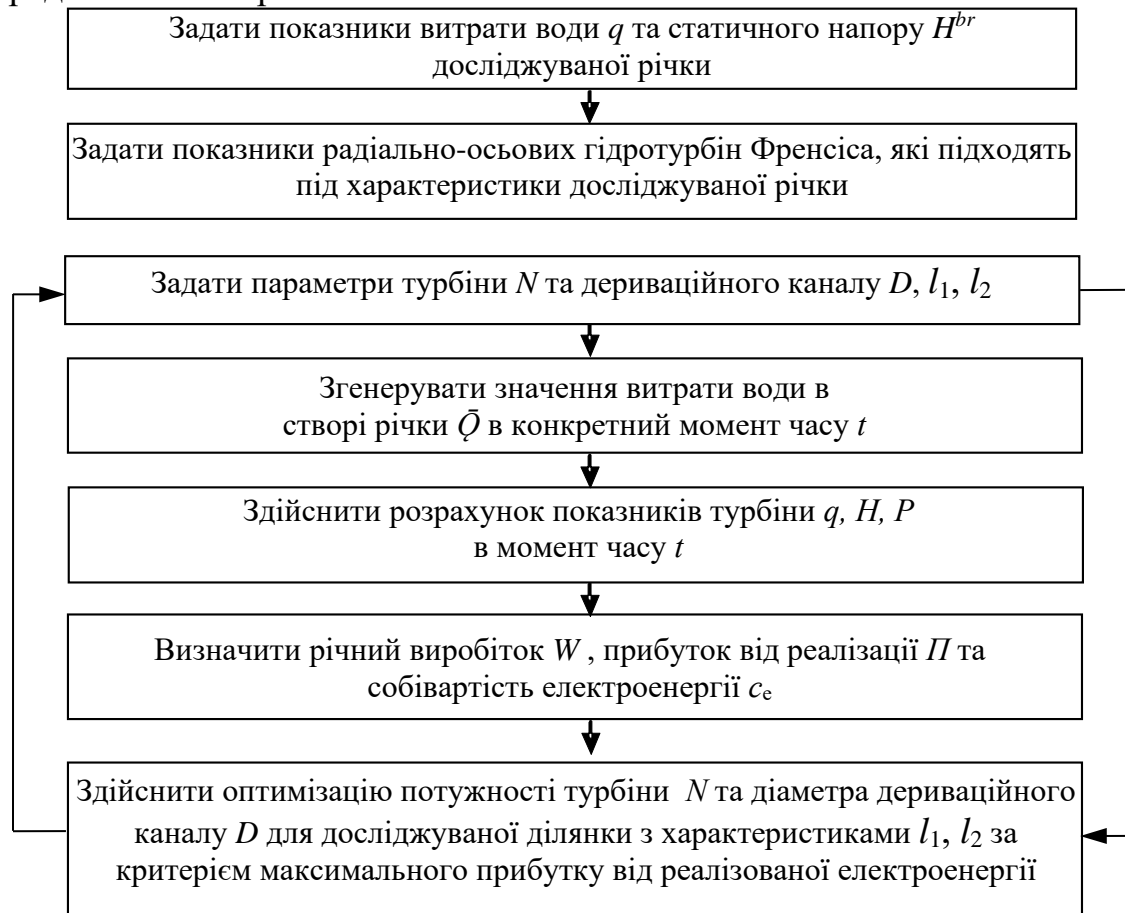 Задати показники витрати води q та статичного напору H^br
досліджуваної річки
Задати показники радіально-осьових гідротурбін Френсіса, які підходять
під характеристики досліджуваної річки
Задати параметри турбіни N та дериваційного каналу D, l₁, l₂
Згенерувати значення витрати води в
створі річки Q̄ в конкретний момент часу t
Здійснити розрахунок показників турбіни q, H, P
в момент часу t
Визначити річний виробіток W , прибуток від реалізації П та
собівартість електроенергії cₑ
Здійснити оптимізацію потужності турбіни N та діаметра дериваційного
каналу D для досліджуваної ділянки з характеристиками l₁, l₂ за
критерієм максимального прибутку від реалізованої електроенергії